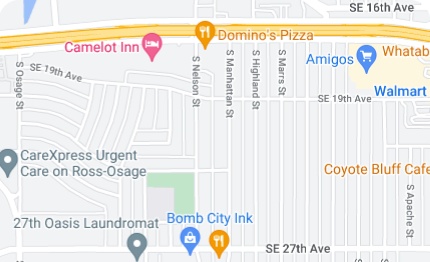 SE 16th Ave
Domino's Pizza
Camelot Inn
Amigos
Whatab
SE 19th Ave
S Osage St
S Nelson St
S Manhattan St
S Highland St
S Marrs St
Walmart
SE 19th Ave
CareXpress Urgent
Care on Ross-Osage
Coyote Bluff Cafe
S Apache St
27th Oasis Laundromat
Bomb City Ink
SE 27th Ave